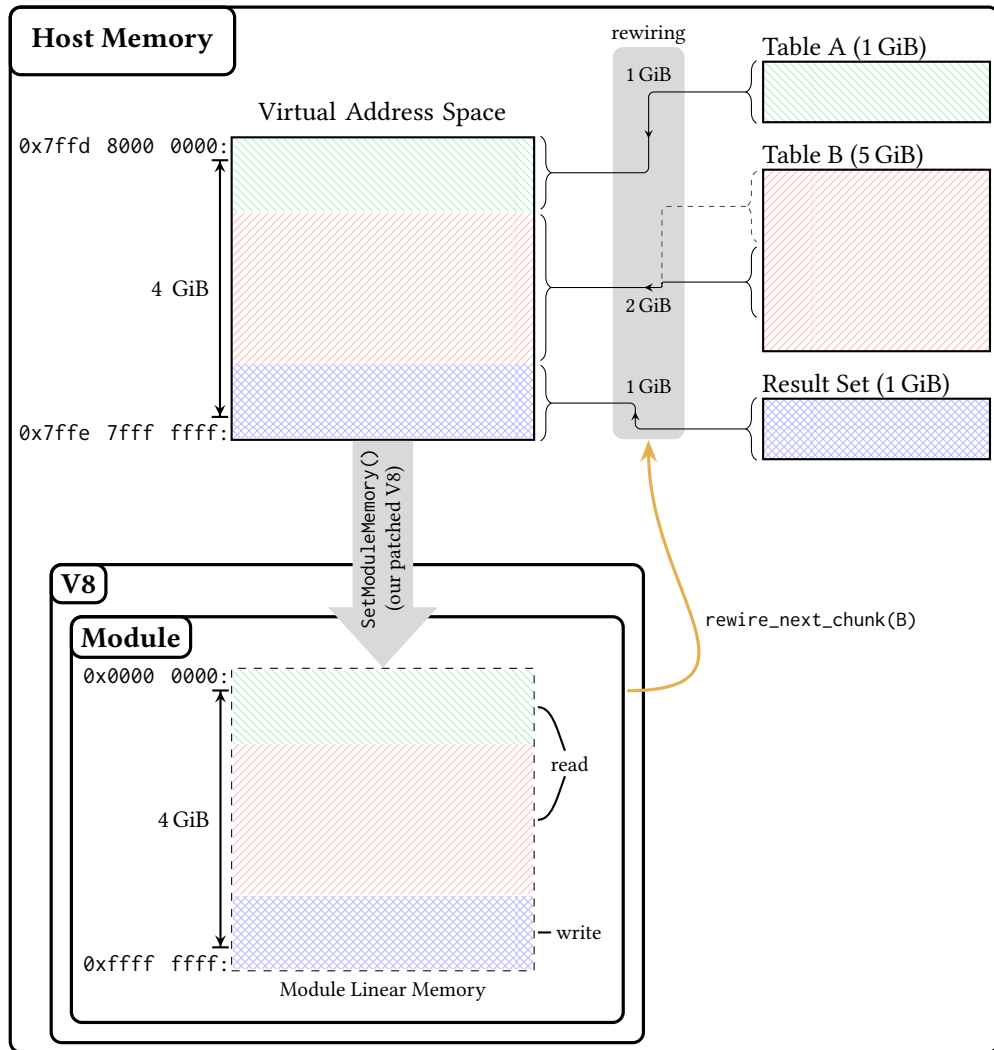 Host Memory
rewiring
Table A (1 GiB)
1 GiB
Virtual Address Space
0x7ffd 8000 0000:
Table B (5 GiB)
4 GiB
2 GiB
1 GiB
Result Set (1 GiB)
0x7ffe 7fff ffff:
SetModuleMemory()
(our patched V8)
V8
rewire_next_chunk(B)
Module
0x0000 0000:
read
4 GiB
write
0xffff ffff:
Module Linear Memory